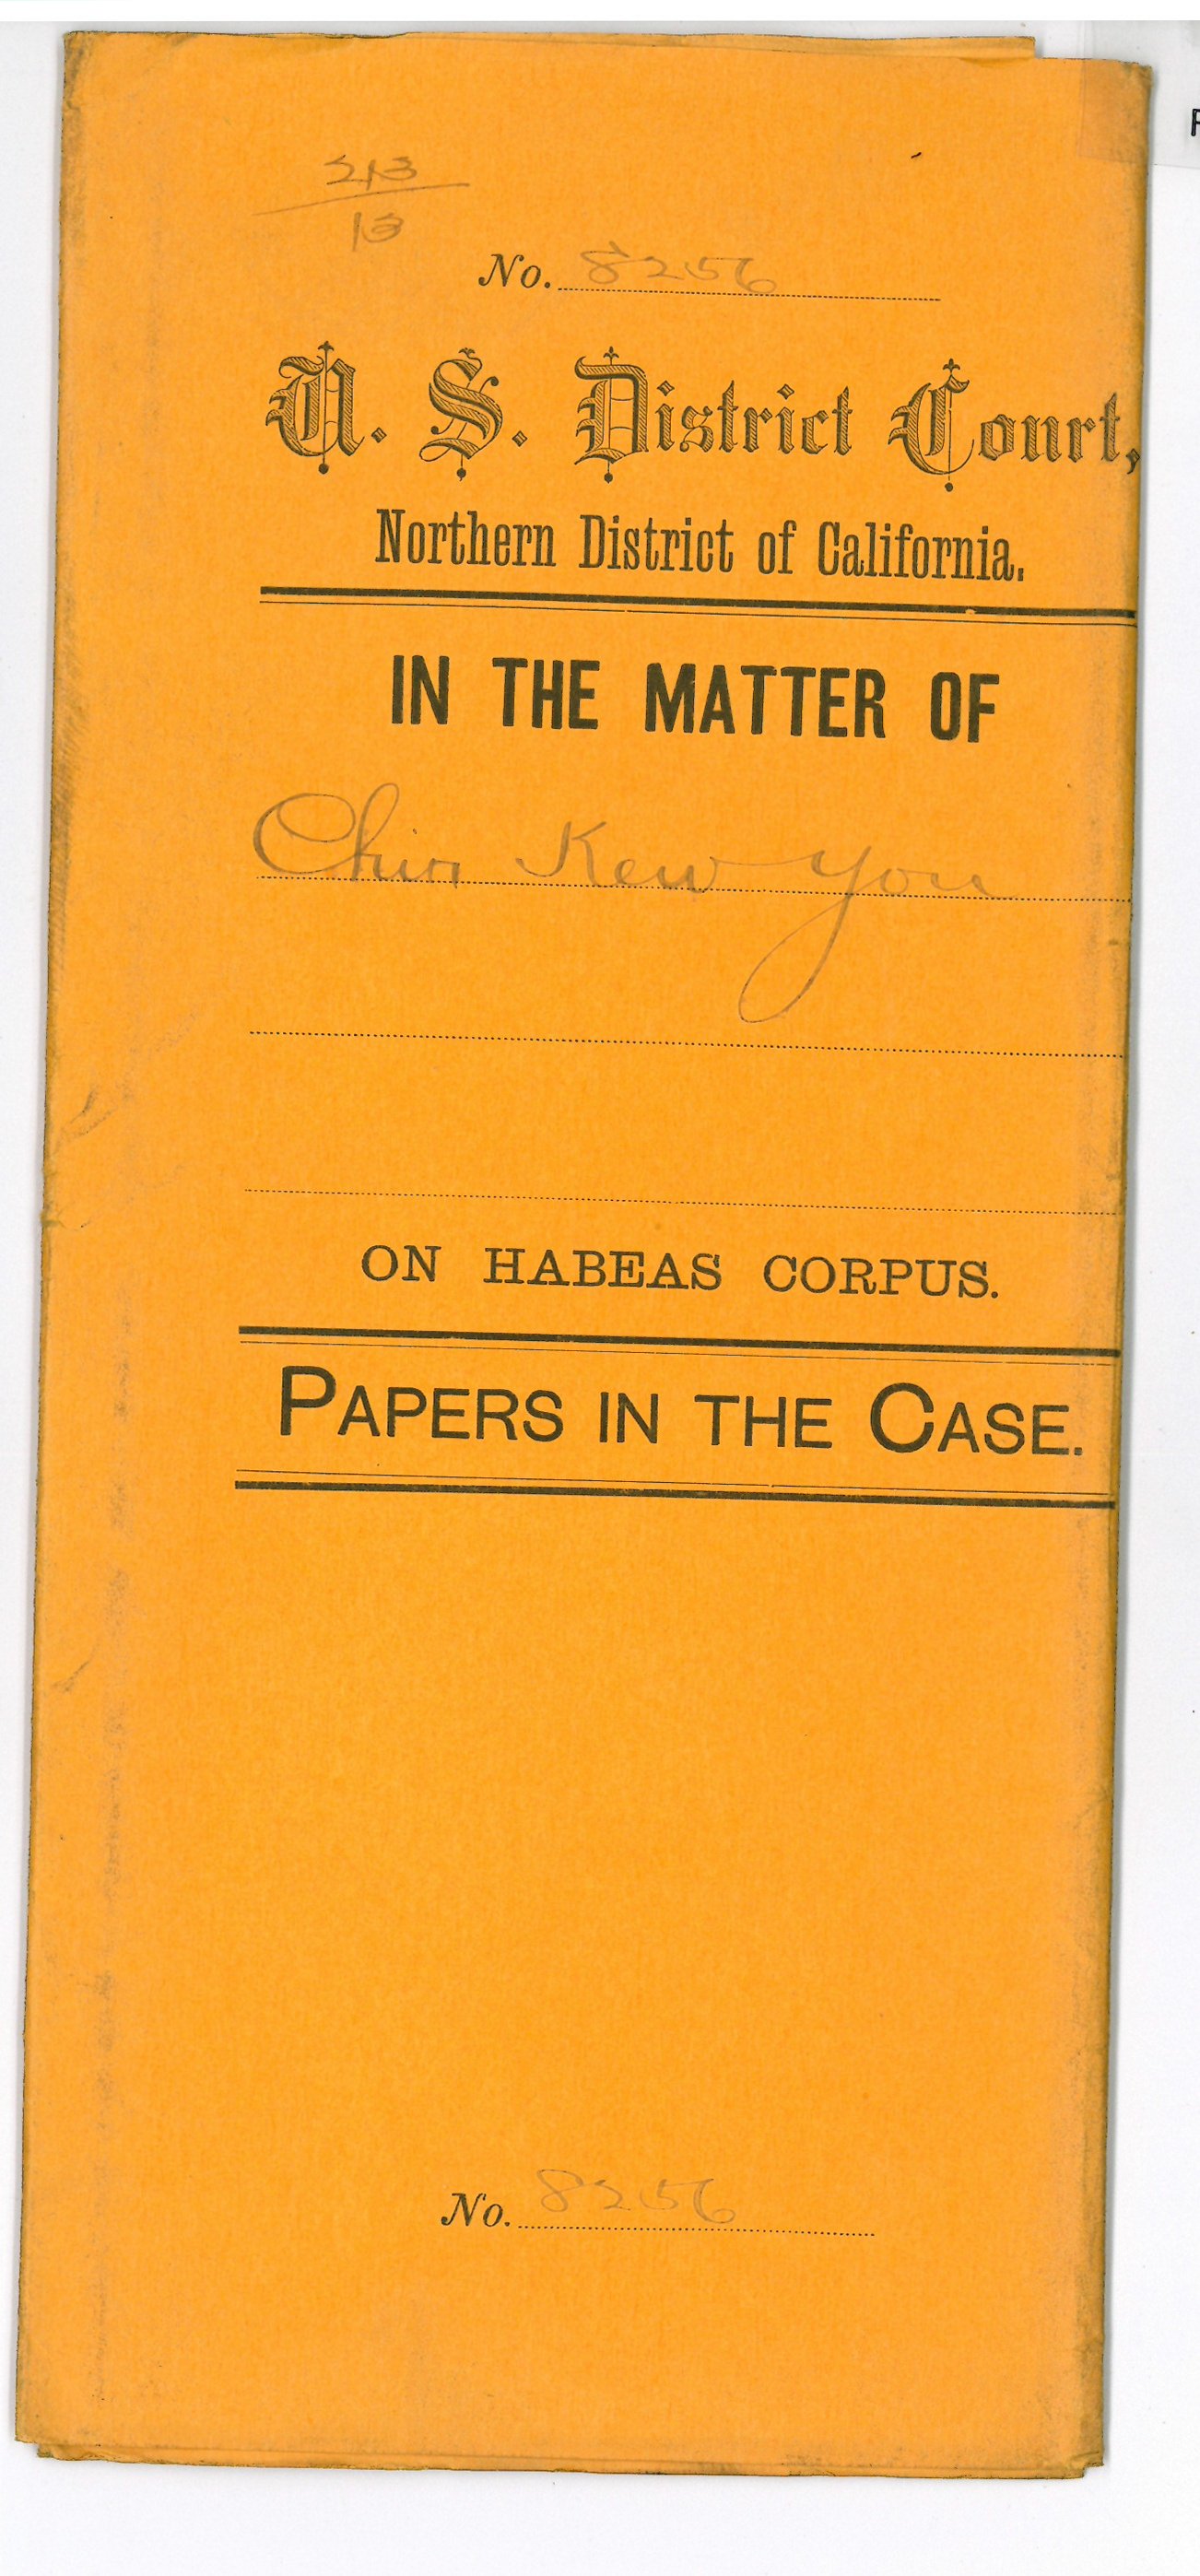 213
13
No. 8256
U. S. District Court,
Northern District of California.
IN THE MATTER OF
Chin Kew You
ON HABEAS CORPUS.
PAPERS IN THE CASE.
No. 8256